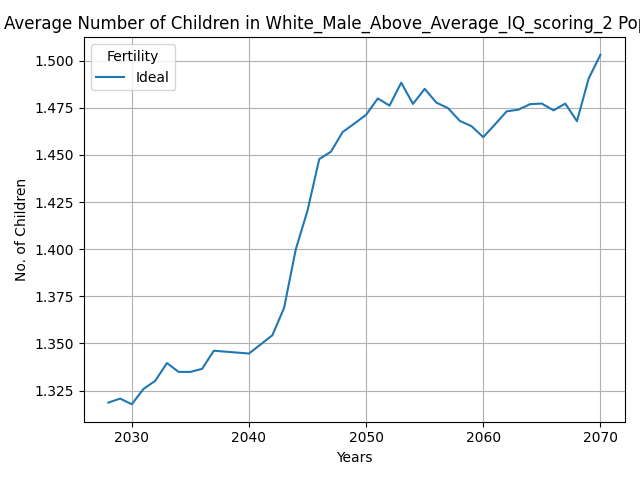 Average Number of Children in White_Male_Above_Average_IQ_scoring_2 Po
Fertility
Ideal
1.500
1.475
1.450
1.425
1.400
1.375
1.350
1.325
No. of Children
2030 2040 2050 2060 2070
Years